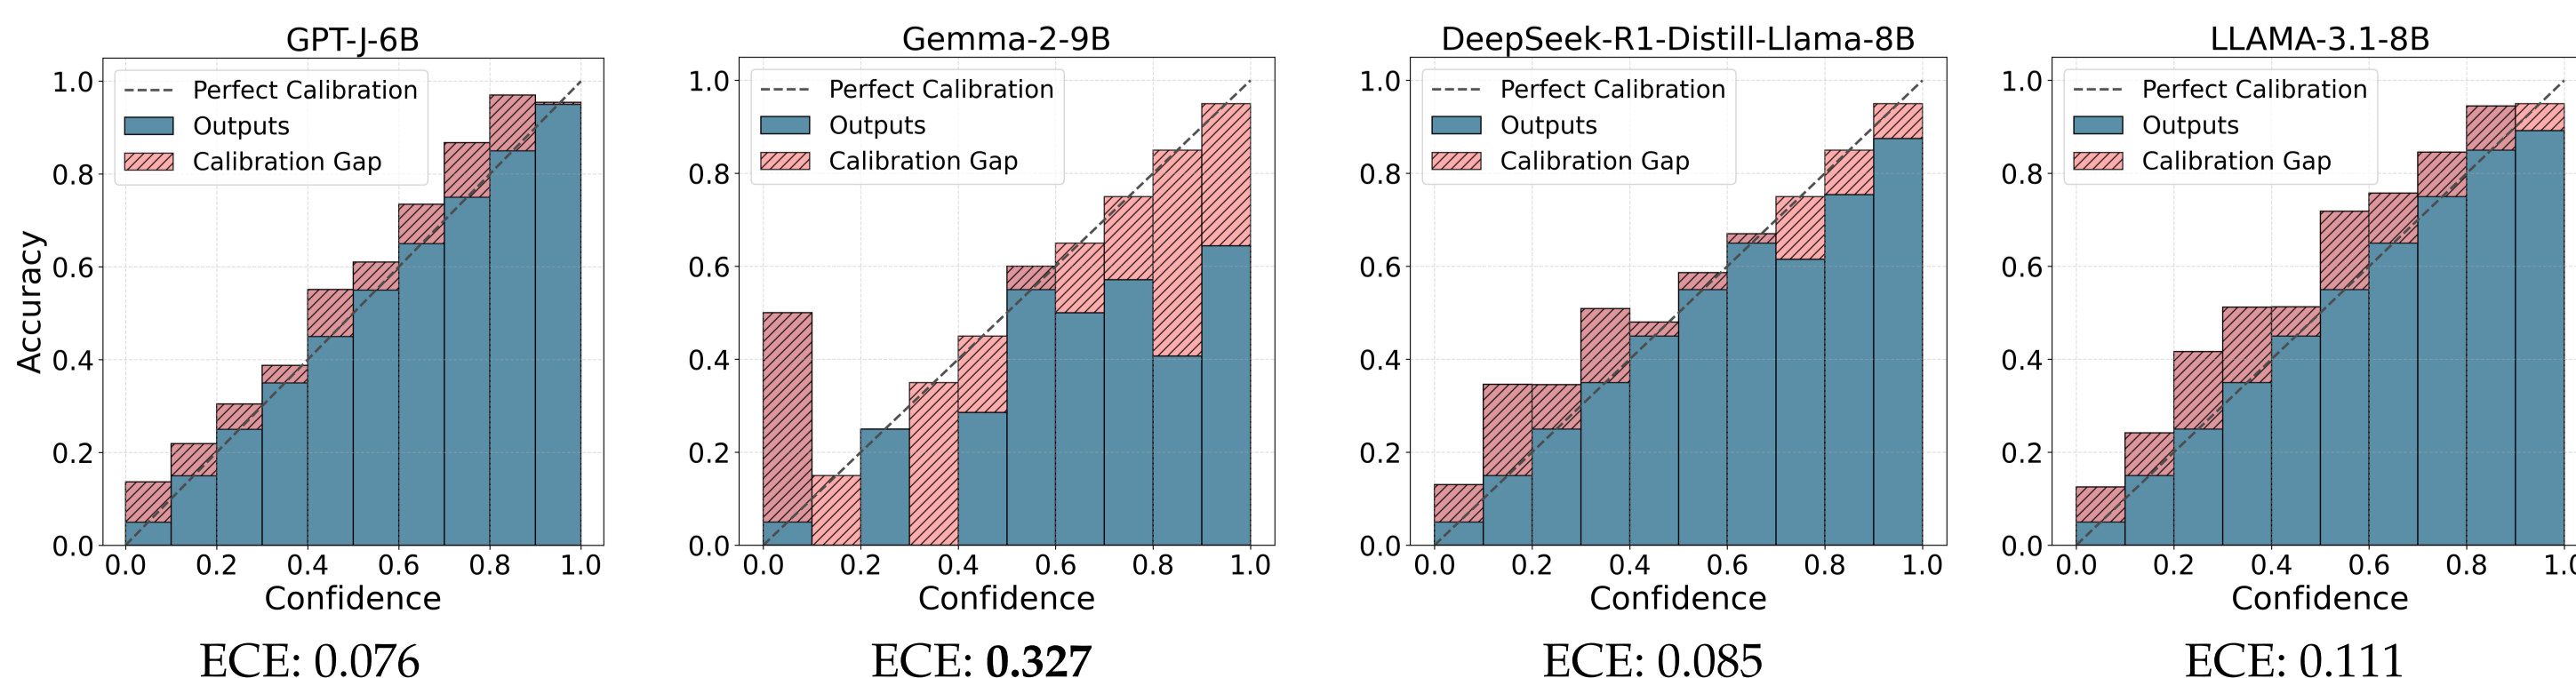 GPT-J-6B
Perfect Calibration
Outputs
Calibration Gap
Accuracy
1.0
0.8
0.6
0.4
0.2
0.0
0.0 0.2 0.4 0.6 0.8 1.0
Confidence
ECE: 0.076
Gemma-2-9B
Perfect Calibration
Outputs
Calibration Gap
1.0
0.8
0.6
0.4
0.2
0.0
0.0 0.2 0.4 0.6 0.8 1.0
Confidence
ECE: 0.327
DeepSeek-R1-Distill-Llama-8B
Perfect Calibration
Outputs
Calibration Gap
1.0
0.8
0.6
0.4
0.2
0.0
0.0 0.2 0.4 0.6 0.8 1.0
Confidence
ECE: 0.085
LLAMA-3.1-8B
Perfect Calibration
Outputs
Calibration Gap
1.0
0.8
0.6
0.4
0.2
0.0
0.0 0.2 0.4 0.6 0.8 1.0
Confidence
ECE: 0.111